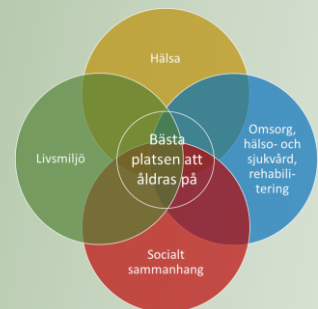 Hälsa
Livsmiljö
Bästa
platsen att
åldras på
Omsorg,
hälso- och
sjukvård,
rehabili-
tering
Socialt
sammanhang